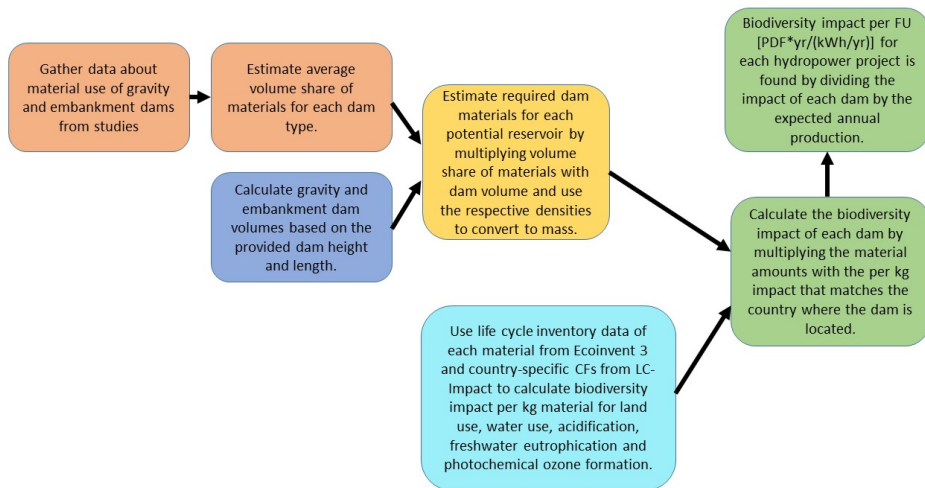 Gather data about
material use of gravity
and embankment dams
from studies
Estimate average
volume share of
materials for each dam
type.
Calculate gravity and
embankment dam
volumes based on the
provided dam height
and length.
Estimate required dam
materials for each
potential reservoir by
multiplying volume
share of materials with
dam volume and use
the respective densities
to convert to mass.
Use life cycle inventory data of
each material from Ecoinvent 3
and country-specific CFs from LC-
Impact to calculate biodiversity
impact per kg material for land
use, water use, acidification,
freshwater eutrophication and
photochemical ozone formation.
Calculate the biodiversity
impact of each dam by
multiplying the material
amounts with the per kg
impact that matches the
country where the dam is
located.
Biodiversity impact per FU
[PDF*yr/(kWh/yr)] for
each hydropower project is
found by dividing the
impact of each dam by the
expected annual
production.